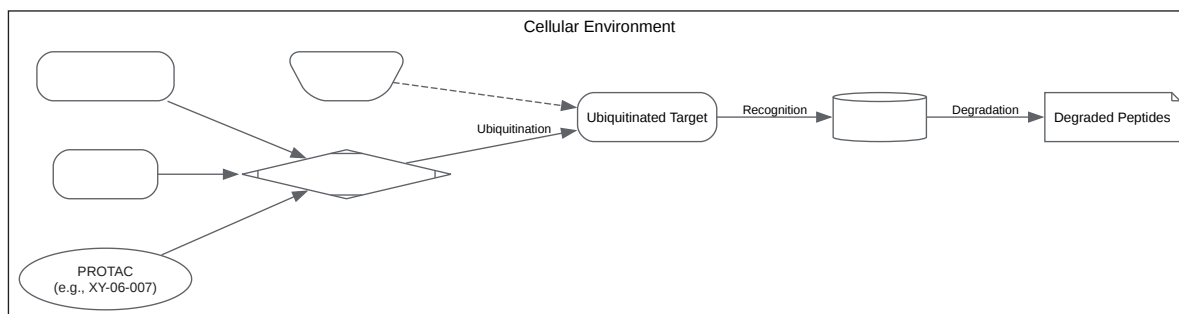 Cellular Environment
Ubiquitinated Target
Recognition
Degradation
Degraded Peptides
Ubiquitination
PROTAC
(e.g., XY-06-007)